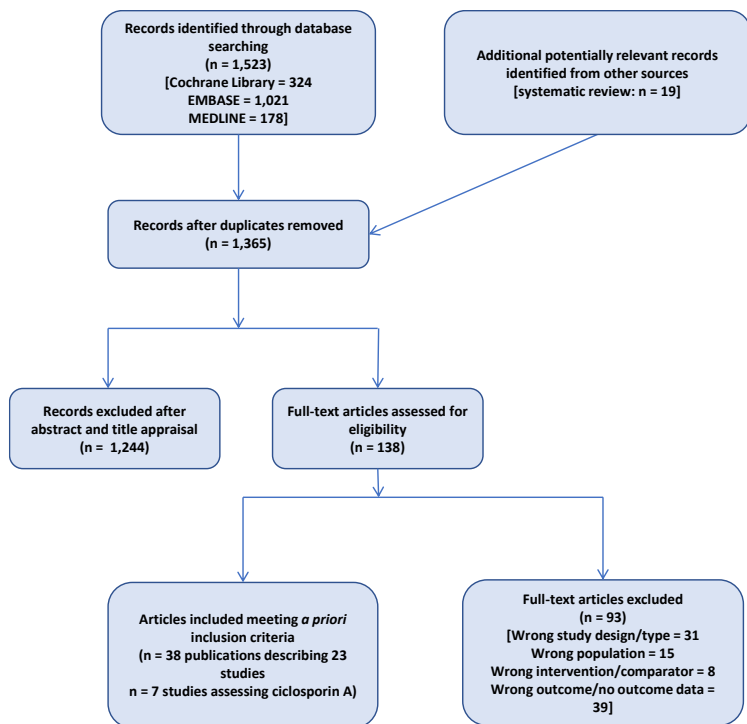 Records identified through database
searching
(n = 1,523)
[Cochrane Library = 324
EMBASE = 1,021
MEDLINE = 178]
Additional potentially relevant records
identified from other sources
[systematic review: n = 19]
Records after duplicates removed
(n = 1,365)
Records excluded after
abstract and title appraisal
(n = 1,244)
Full-text articles assessed for
eligibility
(n = 138)
Articles included meeting a priori
inclusion criteria
(n = 38 publications describing 23
studies
n = 7 studies assessing ciclosporin A)
Full-text articles excluded
(n = 93)
[Wrong study design/type = 31
Wrong population = 15
Wrong intervention/comparator = 8
Wrong outcome/no outcome data =
39]